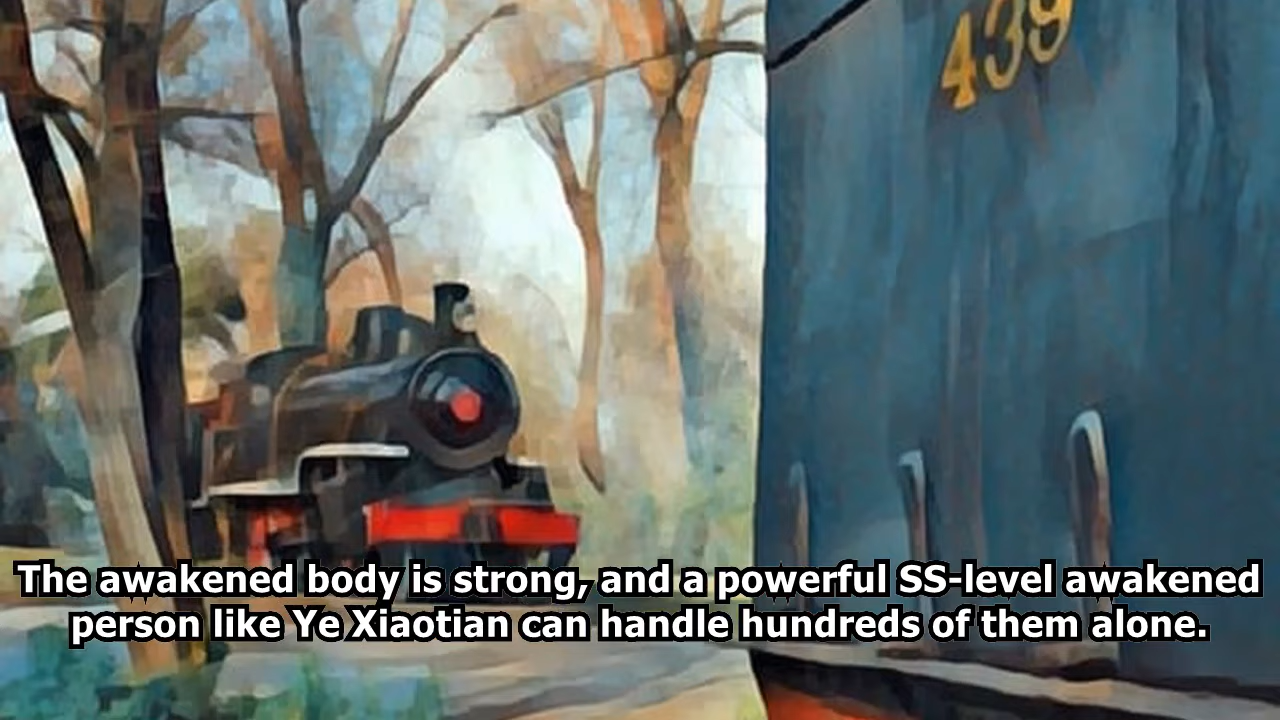 439
The awakened body is strong, and a powerful SS-level awakened
person like Ye Xiaotian can handle hundreds of them alone.